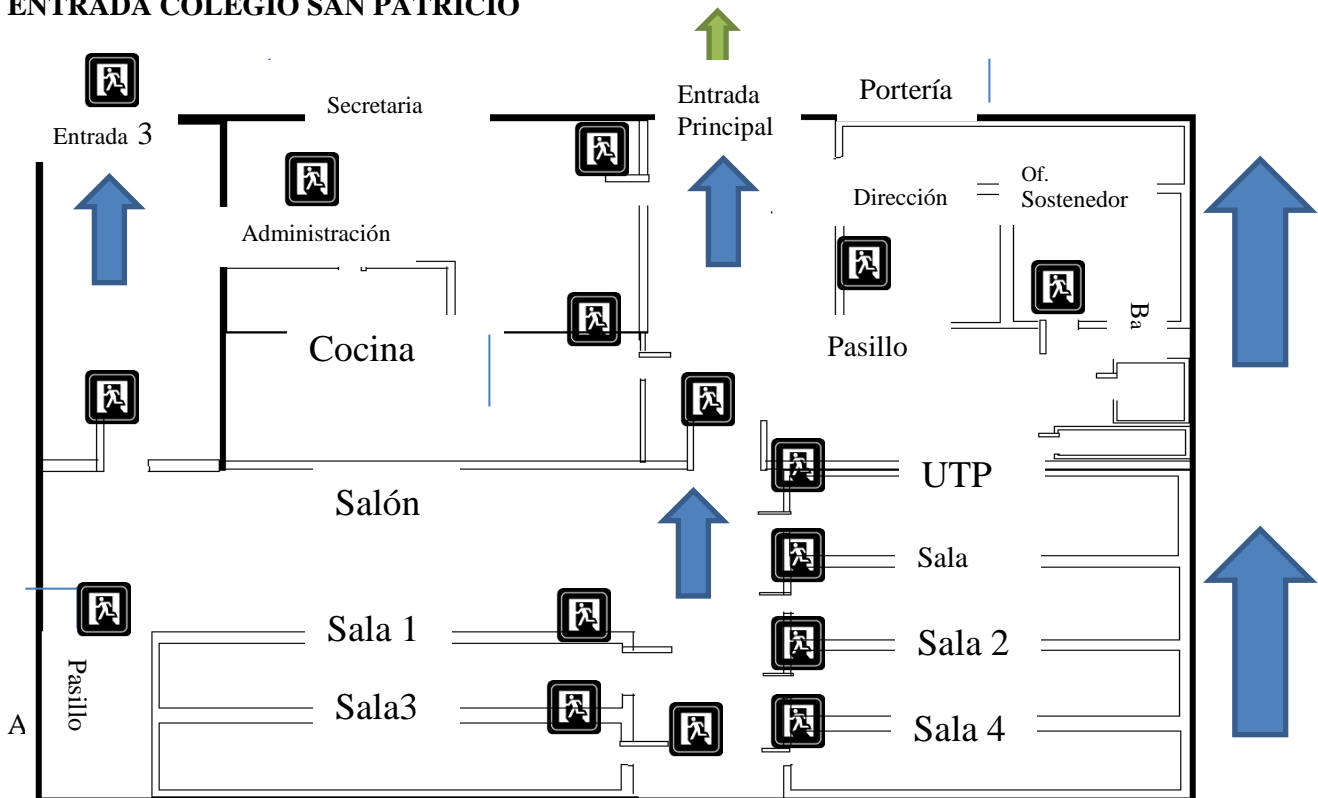 ENTRADA COLEGIO SAN PATRICIO
Entrada 3
Secretaria
Entrada
Principal
Portería
Administración
Dirección
Of.
Sostenedor
Cocina
Pasillo
Ba
Salón
UTP
Sala
Sala 1
Sala 2
Pasillo
Sala3
Sala 4
A